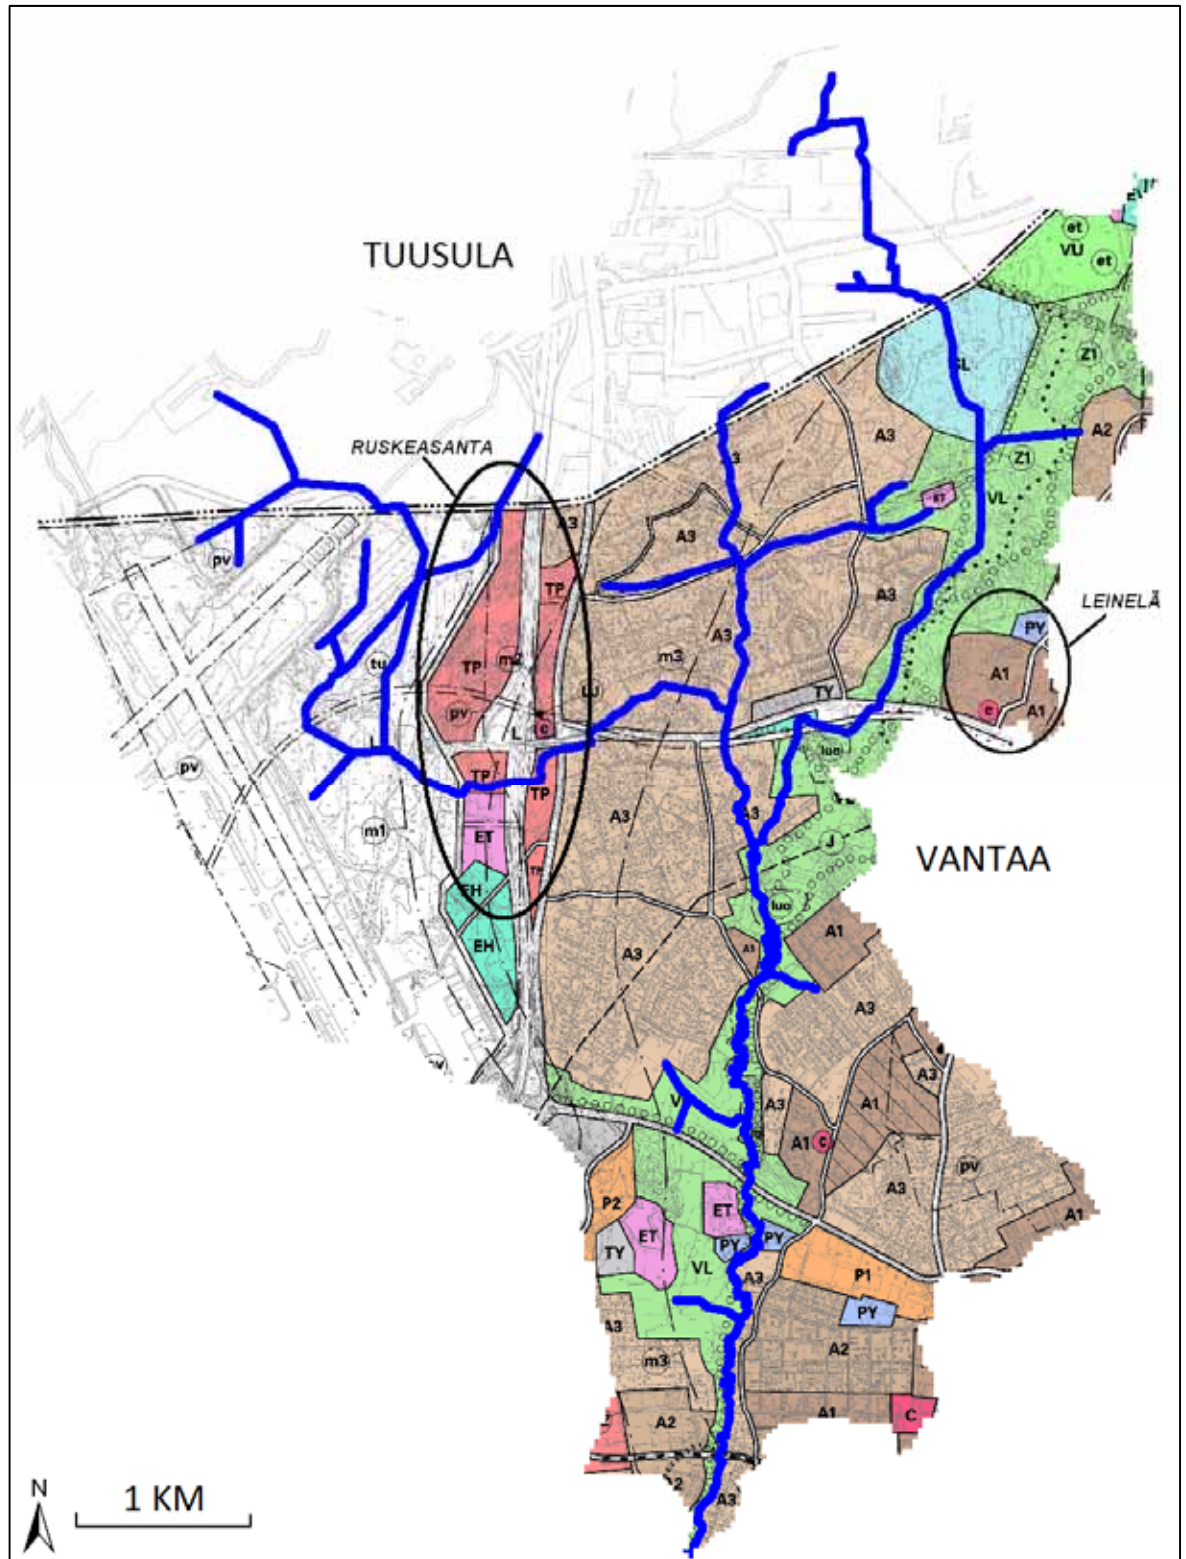 et
VU
et
TUUSULA
Z1
A2
A3
RUSKEASANTA
Z1
VL
ET
A3
A3
pv
TP
A3
LEINELÄ
PV
A3
m3
A1
tu
TP
m2
TY
e
A1
L
pv
L
c
luo
pv
TP
TP
m1
A3
ET
J
VANTAA
EH
luo
A1
EH
A3
A1
A3
A3
A3
A1
A1
c
pv
A3
P2
ET
ET
A1
TY
PY
PY
VL
A3
P1
PY
A3
A2
m3
A2
A1
C
A3
N
1 KM